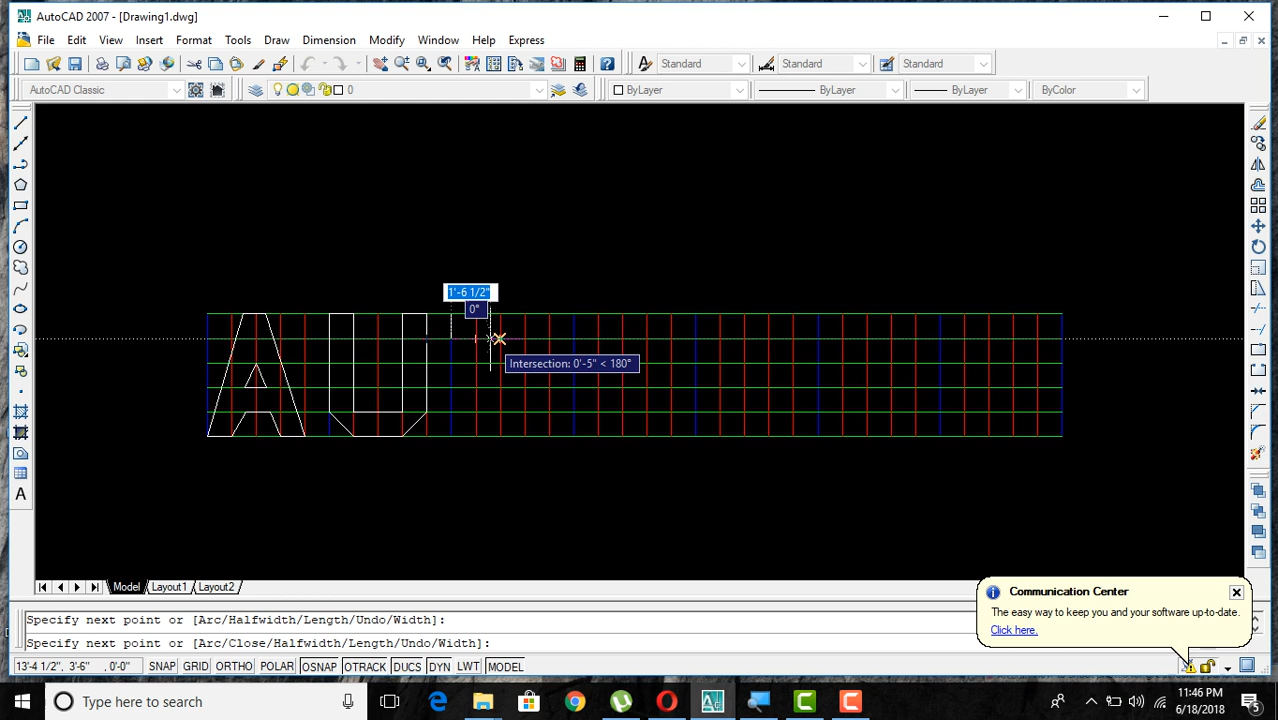 AutoCAD 2007 - [Drawing1.dwg]
File Edit View Insert Format Tools Draw Dimension Modify Window Help Express
Standard Standard Standard
AutoCAD Classic 0 ByLayer ByLayer ByLayer ByColor
1'-6 1/2"
0°
Intersection: 0'-5" < 180°
AU
A
Model Layout1 Layout2
Communication Center
The easy way to keep you and your software up-to-date.
Click here.
Specify next point or [Arc/Halfwidth/Length/Undo/Width]:
Specify next point or [Arc/Close/Halfwidth/Length/Undo/Width]:
13'-4 1/2", 3'-6" , 0'-0" SNAP GRID ORTHO POLAR OSNAP OTRACK DUCS DYN LWT MODEL
Type here to search
11:46 PM
6/18/2018
5